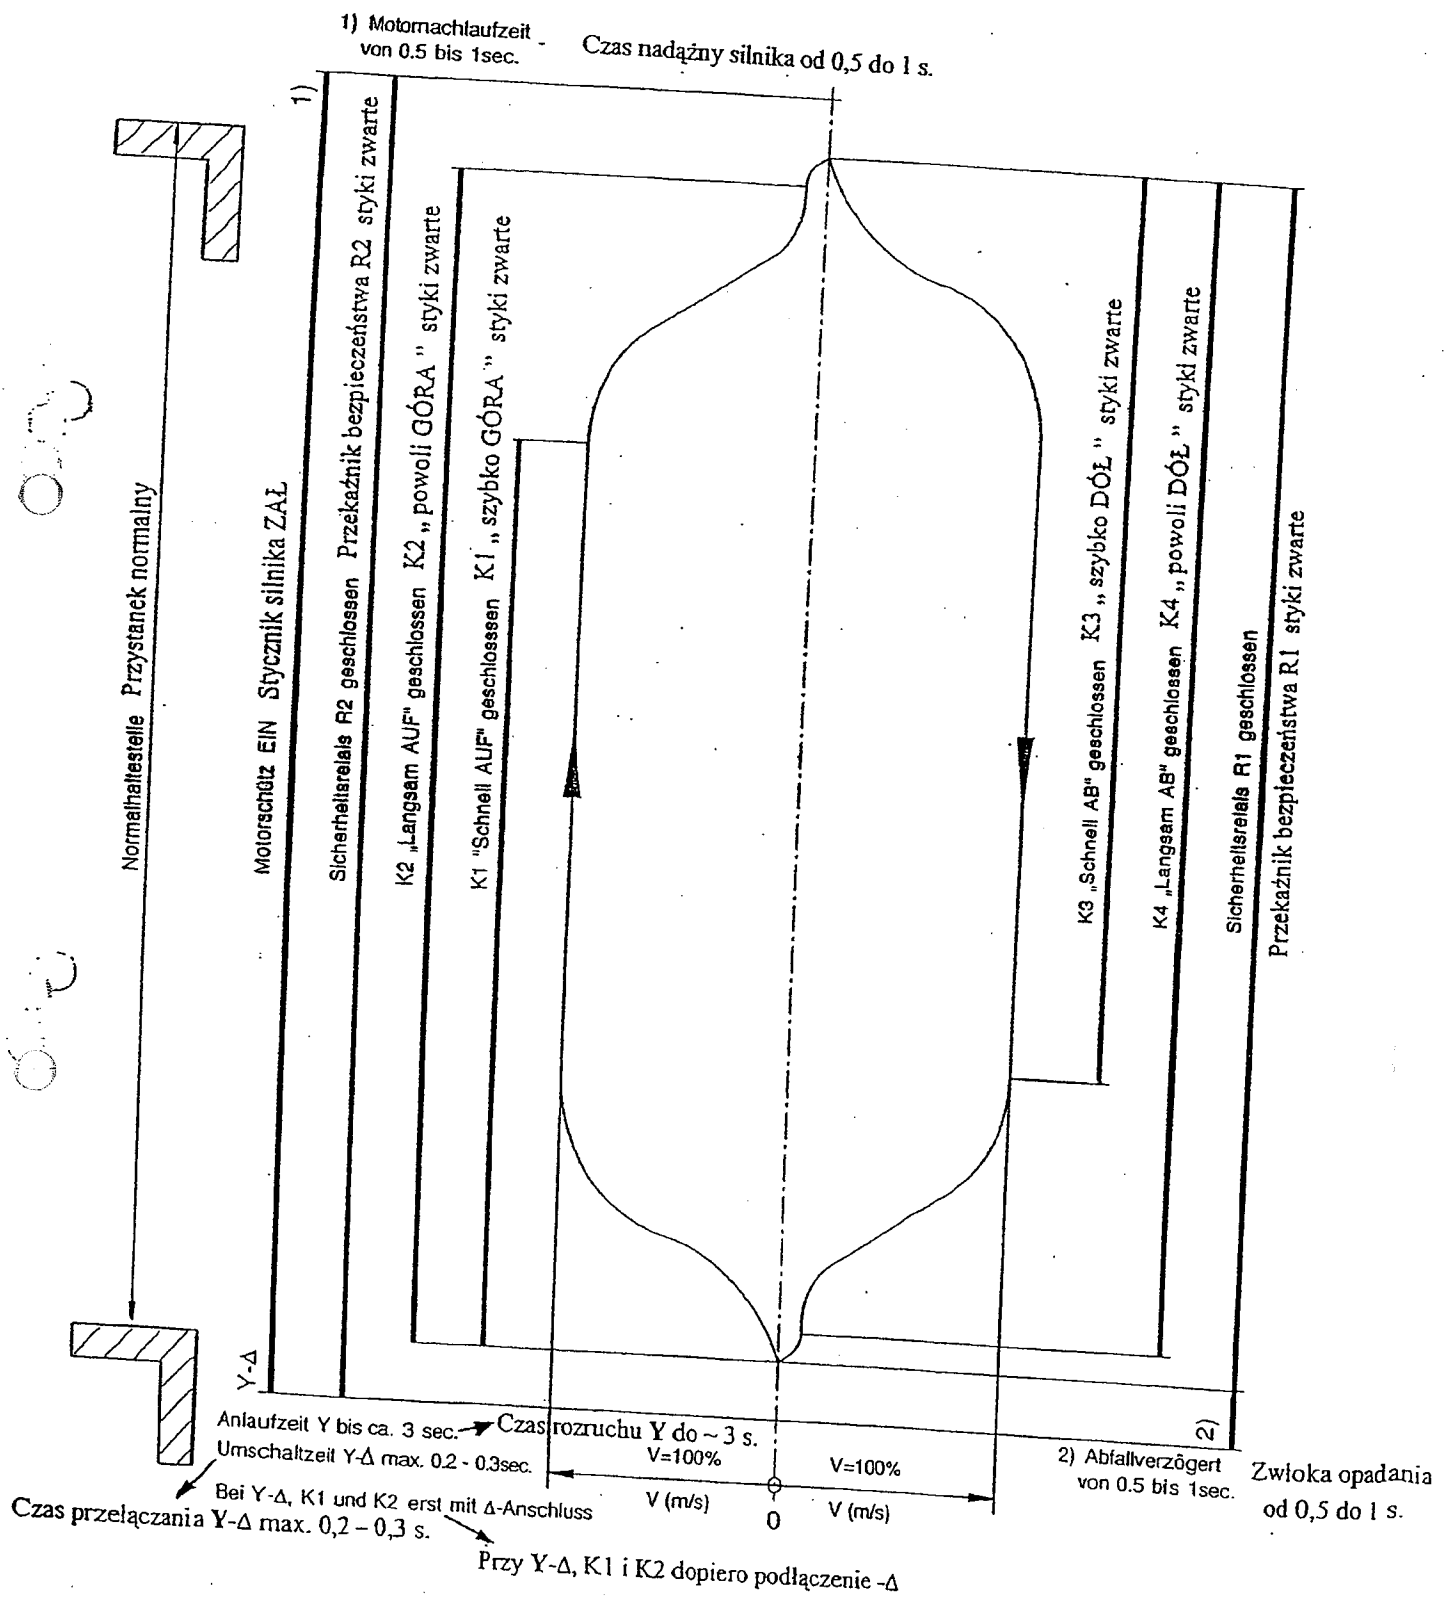 1) Motornachlaufzeit
von 0.5 bis 1sec.
Czas nadążny silnika od 0,5 do 1 s.
1)
Normalhaltestelle Przystanek normalny
Motorschütz EIN Stycznik silnika ZAŁ
Sicherheitsrelais R2 geschlossen Przekaźnik bezpieczeństwa R2 styki zwarte
K2 „Langsam AUF" geschlossen K2 „ powoli GÓRA ” styki zwarte
K1 "Schnell AUF" geschlosssen K1 „ szybko GÓRA ” styki zwarte
K3 „Schnell AB" geschlossen K3 „ szybko DÓŁ ” styki zwarte
K4 „Langsam AB" geschlossen K4 „ powoli DÓŁ ” styki zwarte
Sicherheitsrelais R1 geschlossen
Przekaźnik bezpieczeństwa R1 styki zwarte
Y-Δ
2)
Anlaufzeit Y bis ca. 3 sec. Czas rozruchu Y do ~ 3 s.
Umschaltzeit Y-Δ max. 0.2 - 0.3sec.
V=100%
V=100%
2) Abfallverzögert
von 0.5 bis 1sec.
Zwłoka opadania
od 0,5 do 1 s.
Bei Y-Δ, K1 und K2 erst mit Δ-Anschluss
V (m/s)
0
V (m/s)
Czas przełączania Y-Δ max. 0,2 – 0,3 s.
Przy Y-Δ, K1 i K2 dopiero podłączenie -Δ